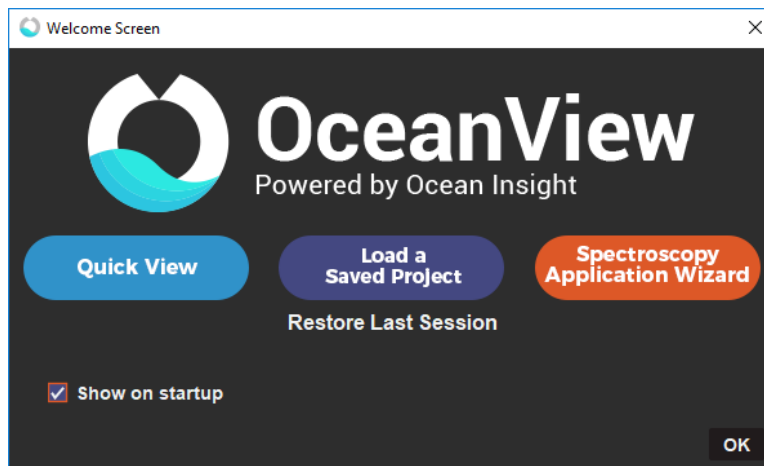 Welcome Screen
OceanView
Powered by Ocean Insight
Quick View
Load a
Saved Project
Spectroscopy
Application Wizard
Restore Last Session
Show on startup
OK